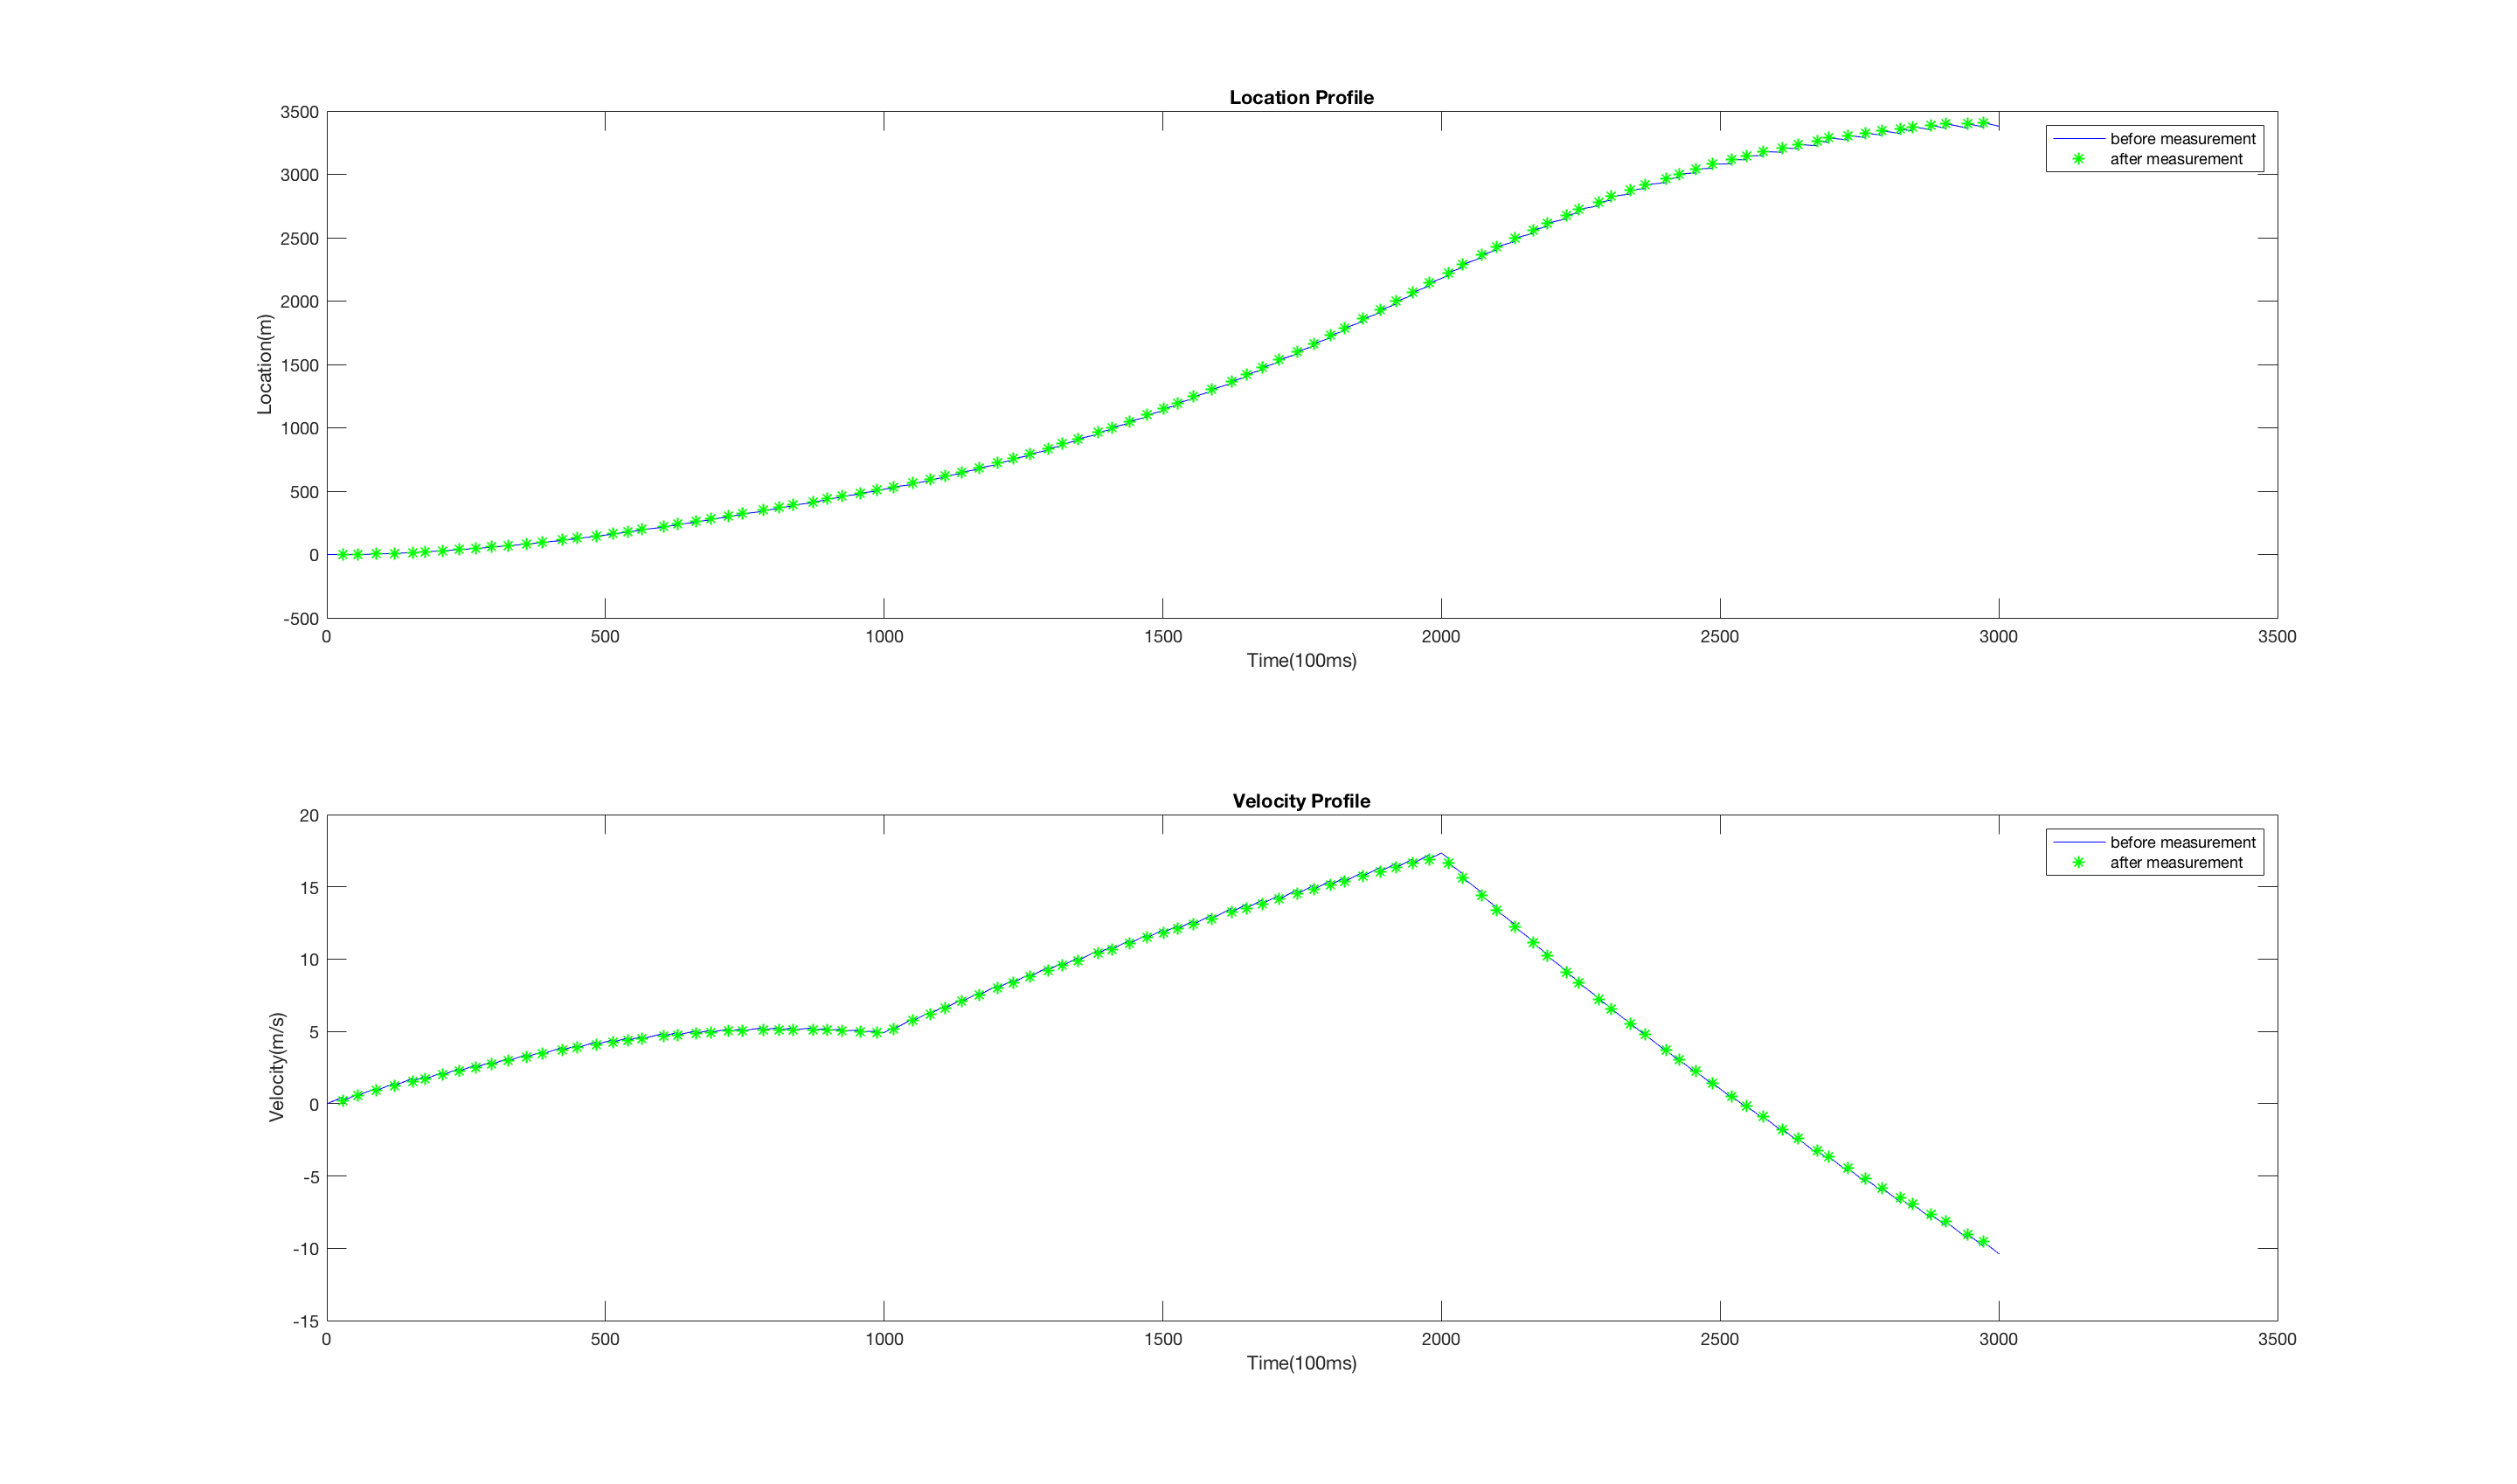 Location Profile
3500
3000
2500
2000
1500
1000
500
0
-500
Location(m)
before measurement
after measurement
0 500 1000 1500 2000 2500 3000 3500
Time(100ms)
Velocity Profile
20
15
10
5
0
-5
-10
-15
Velocity(m/s)
before measurement
after measurement
0 500 1000 1500 2000 2500 3000 3500
Time(100ms)